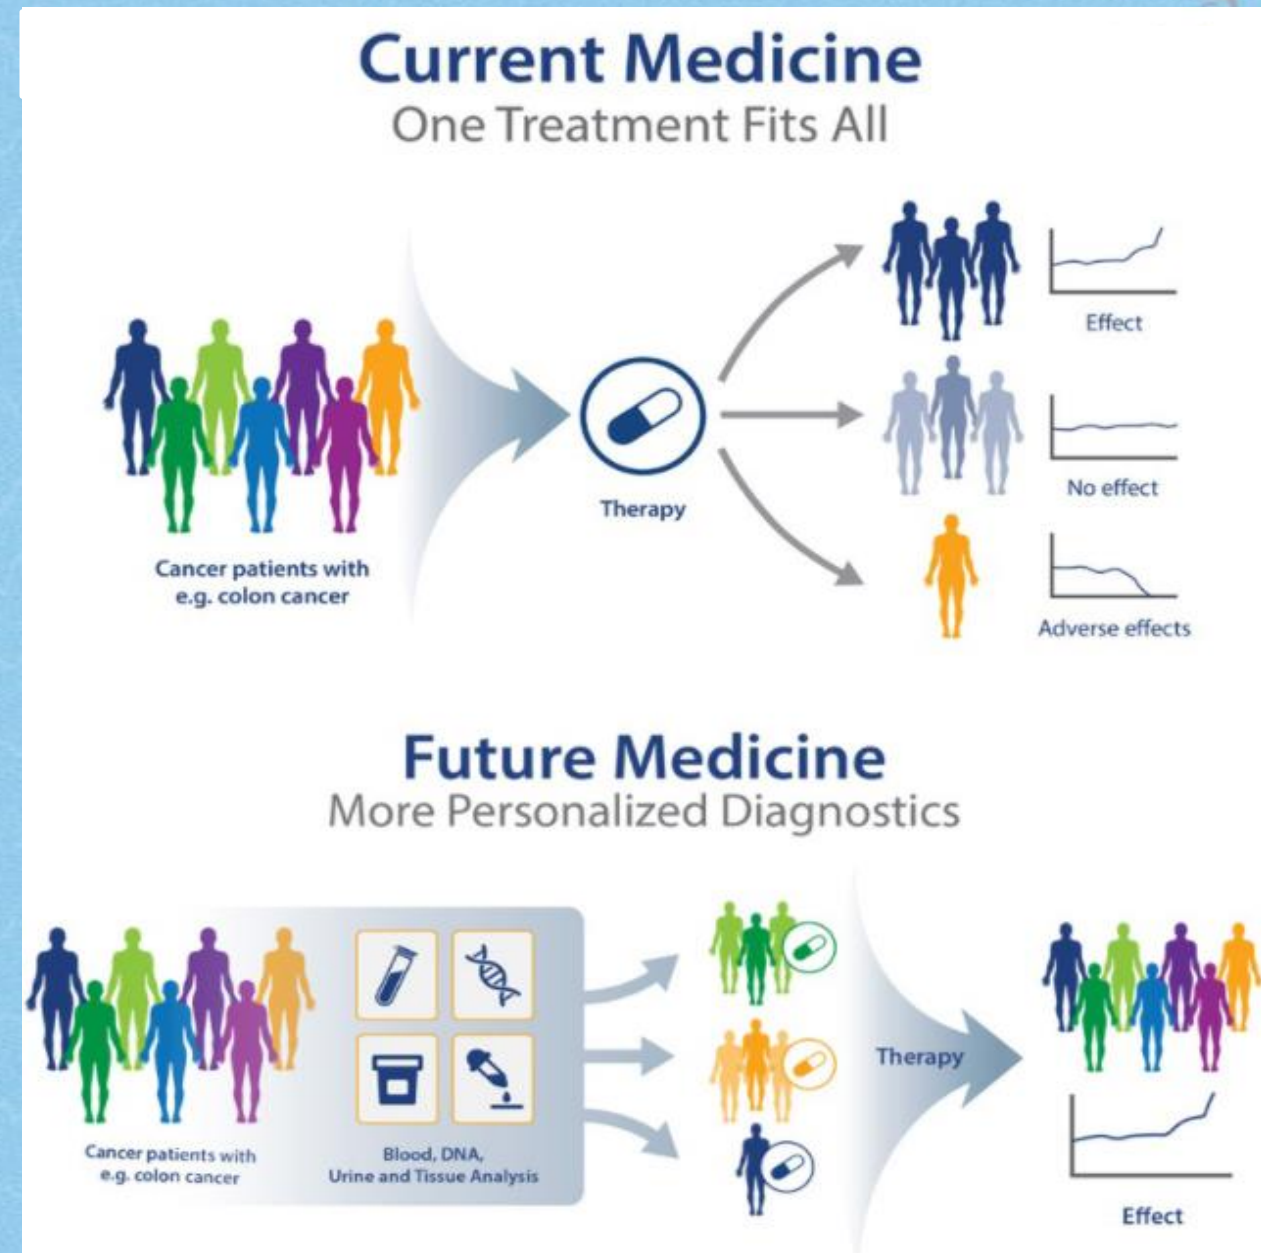 Current Medicine
One Treatment Fits All
Effect
No effect
Therapy
Cancer patients with
e.g. colon cancer
Adverse effects
Future Medicine
More Personalized Diagnostics
Therapy
Cancer patients with
e.g. colon cancer
Blood, DNA,
Urine and Tissue Analysis
Effect